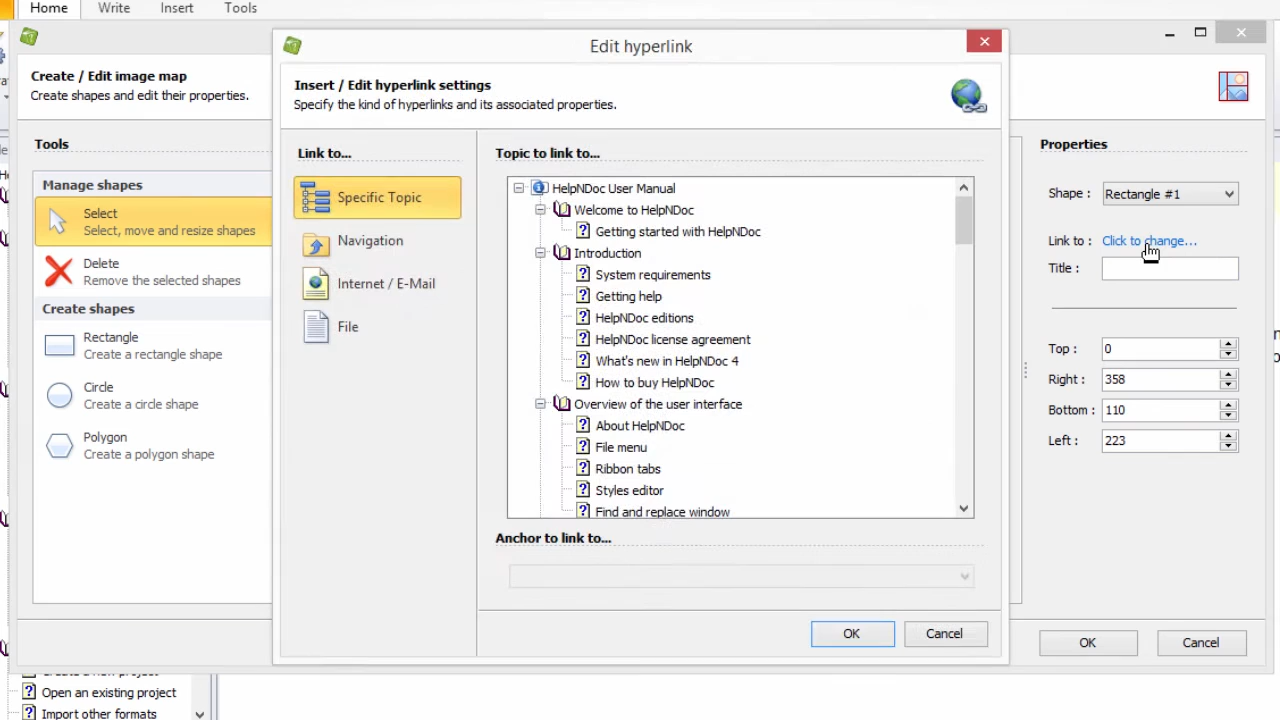 Home Write Insert Tools
Edit hyperlink
Create / Edit image map
Create shapes and edit their properties.
Insert / Edit hyperlink settings
Specify the kind of hyperlinks and its associated properties.
Tools
Manage shapes
Select
Select, move and resize shapes
Delete
Remove the selected shapes
Create shapes
Rectangle
Create a rectangle shape
Circle
Create a circle shape
Polygon
Create a polygon shape
Link to...
Specific Topic
Navigation
Internet / E-Mail
File
Topic to link to...
HelpNDoc User Manual
Welcome to HelpNDoc
Getting started with HelpNDoc
Introduction
System requirements
Getting help
HelpNDoc editions
HelpNDoc license agreement
What's new in HelpNDoc 4
How to buy HelpNDoc
Overview of the user interface
About HelpNDoc
File menu
Ribbon tabs
Styles editor
Find and replace window
Anchor to link to...
OK Cancel
Properties
Shape : Rectangle #1
Link to : Click to change...
Title :
Top : 0
Right : 358
Bottom : 110
Left : 223
OK Cancel
Create a new project
Open an existing project
Import other formats